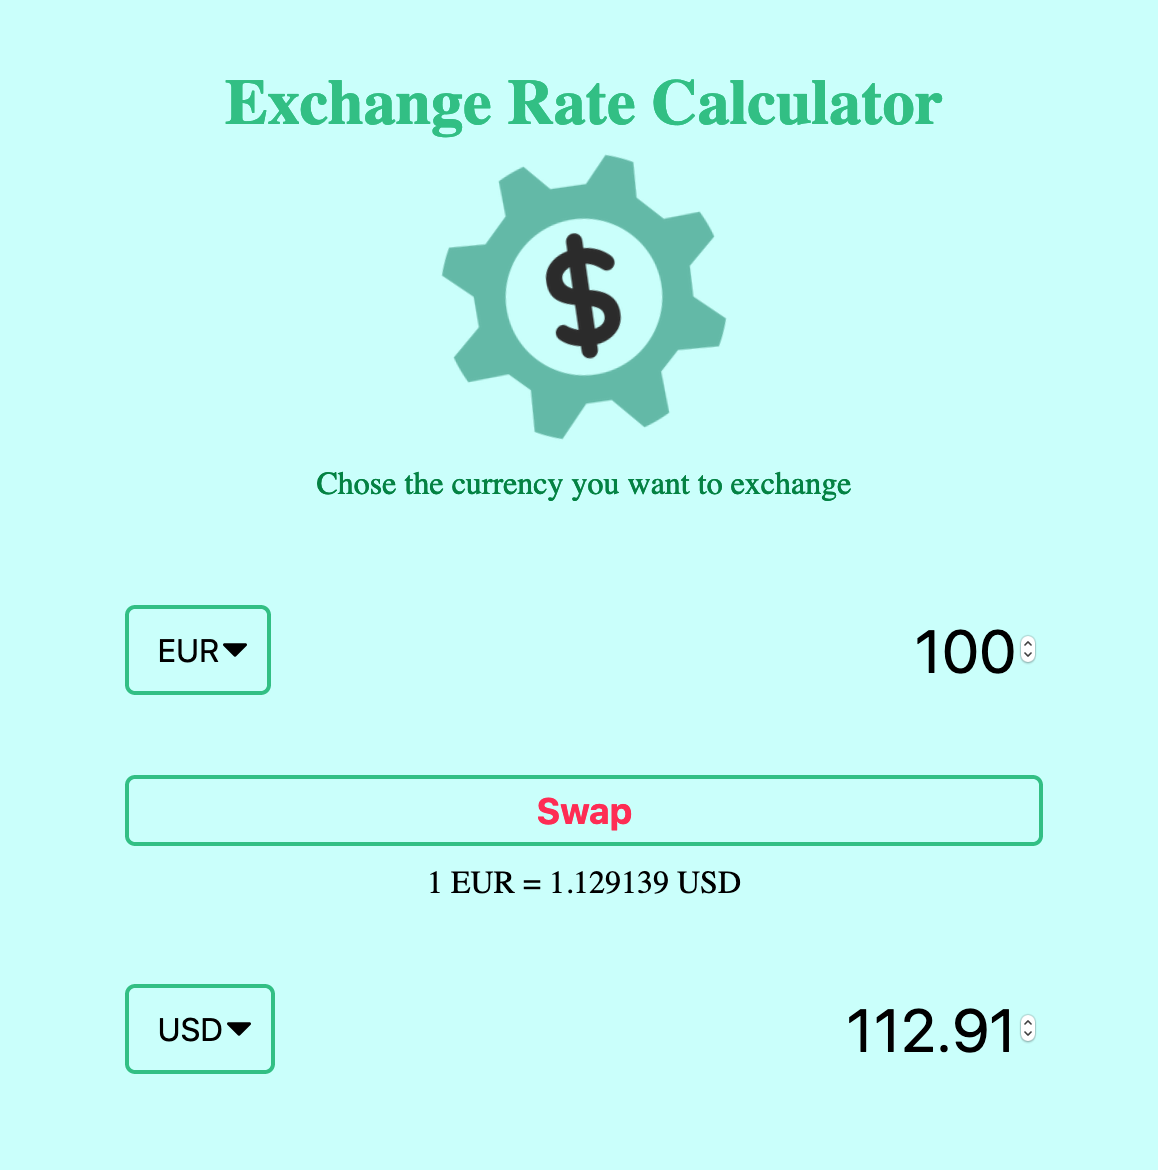 Exchange Rate Calculator
$
Chose the currency you want to exchange
EUR 100
Swap
1 EUR = 1.129139 USD
USD 112.91